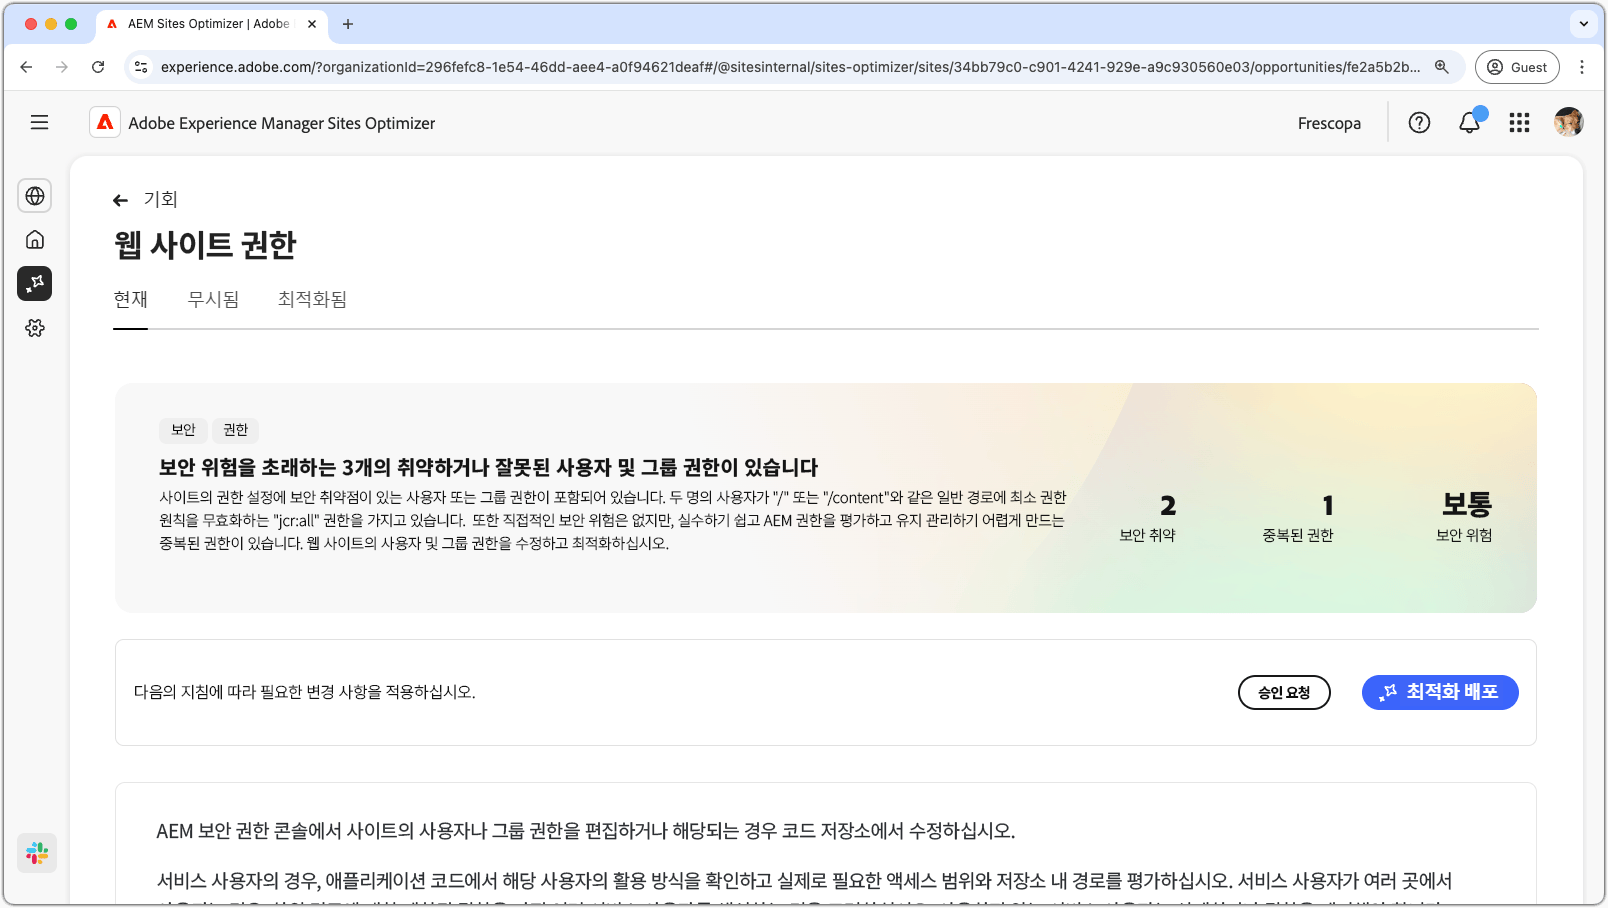 AEM Sites Optimizer | Adobe
experience.adobe.com/?organizationId=296fefc8-1e54-46dd-aee4-a0f94621deaf#/@sitesinternal/sites-optimizer/sites/34bb79c0-c901-4241-929e-a9c930560e03/opportunities/fe2a5b2b...
Guest
Adobe Experience Manager Sites Optimizer
Frescopa
기회
웹 사이트 권한
현재 무시됨 최적화됨
보안 권한
보안 위험을 초래하는 3개의 취약하거나 잘못된 사용자 및 그룹 권한이 있습니다
사이트의 권한 설정에 보안 취약점이 있는 사용자 또는 그룹 권한이 포함되어 있습니다. 두 명의 사용자가 "/" 또는 "/content"와 같은 일반 경로에 최소 권한
원칙을 무효화하는 "jcr:all" 권한을 가지고 있습니다. 또한 직접적인 보안 위험은 없지만, 실수하기 쉽고 AEM 권한을 평가하고 유지 관리하기 어렵게 만드는
중복된 권한이 있습니다. 웹 사이트의 사용자 및 그룹 권한을 수정하고 최적화하십시오.
2 1 보통
보안 취약 중복된 권한 보안 위험
다음의 지침에 따라 필요한 변경 사항을 적용하십시오.
승인 요청
최적화 배포
AEM 보안 권한 콘솔에서 사이트의 사용자나 그룹 권한을 편집하거나 해당되는 경우 코드 저장소에서 수정하십시오.
서비스 사용자의 경우, 애플리케이션 코드에서 해당 사용자의 활용 방식을 확인하고 실제로 필요한 액세스 범위와 저장소 내 경로를 평가하십시오. 서비스 사용자가 여러 곳에서